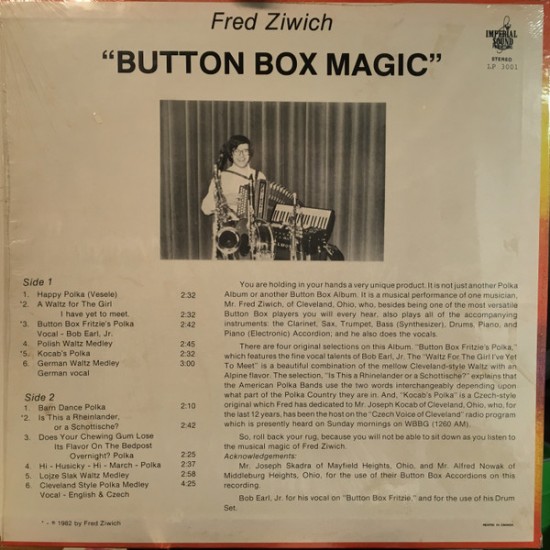 Fred Ziwich
IMPERIAL
SOUND
STEREO
LP 3001
"BUTTON BOX MAGIC"
Side 1
1. Happy Polka (Vesele) 2:32
*2. A Waltz for The Girl
I have yet to meet. 2:32
*3. Button Box Fritzie's Polka 2:42
Vocal - Bob Earl, Jr.
4. Polish Waltz Medley 2:45
*5. Kocab's Polka 2:32
6. German Waltz Medley 3:00
German vocal
Side 2
1. Barn Dance Polka 2:10
*2. Is This a Rheinlander,
or a Schottische? 2:42
3. Does Your Chewing Gum Lose
Its Flavor On The Bedpost
Overnight? Polka 2:25
4. Hi - Husicky - Hi - March - Polka 2:37
5. Lojze Slak Waltz Medley 2:58
6. Cleveland Style Polka Medley 4:25
Vocal - English & Czech
* - ℗ 1982 by Fred Ziwich
You are holding in your hands a very unique product. It is not just another Polka
Album or another Button Box Album. It is a musical performance of one musician,
Mr. Fred Ziwich, of Cleveland, Ohio, who, besides being one of the most versatile
Button Box players you will every hear, also plays all of the accompanying
instruments: the Clarinet, Sax, Trumpet, Bass (Synthesizer), Drums, Piano, and
Piano (Electronic) Accordion; and he also does the vocals.
There are four original selections on this Album. "Button Box Fritzie's Polka,"
which features the fine vocal talents of Bob Earl, Jr. The "Waltz For The Girl I've Yet
To Meet" is a beautiful combination of the mellow Cleveland-style Waltz with an
Alpine flavor. The selection, "Is This a Rhinelander or a Schottische?" explains that
the American Polka Bands use the two words interchangeably depending upon
what part of the Polka Country they are in. And, "Kocab's Polka" is a Czech-style
original which Fred has dedicated to Mr. Joseph Kocab of Cleveland, Ohio, who, for
the last 12 years, has been the host on the "Czech Voice of Cleveland" radio program
which is presently heard on Sunday mornings on WBBG (1260 AM).
So, roll back your rug, because you will not be able to sit down as you listen to
the musical magic of Fred Ziwich.
Acknowledgements:
Mr. Joseph Skadra of Mayfield Heights, Ohio, and Mr. Alfred Nowak of
Middleburg Heights, Ohio, for the use of their Button Box Accordions on this
recording.
Bob Earl, Jr. for his vocal on "Button Box Fritzie." and for the use of his Drum
Set.